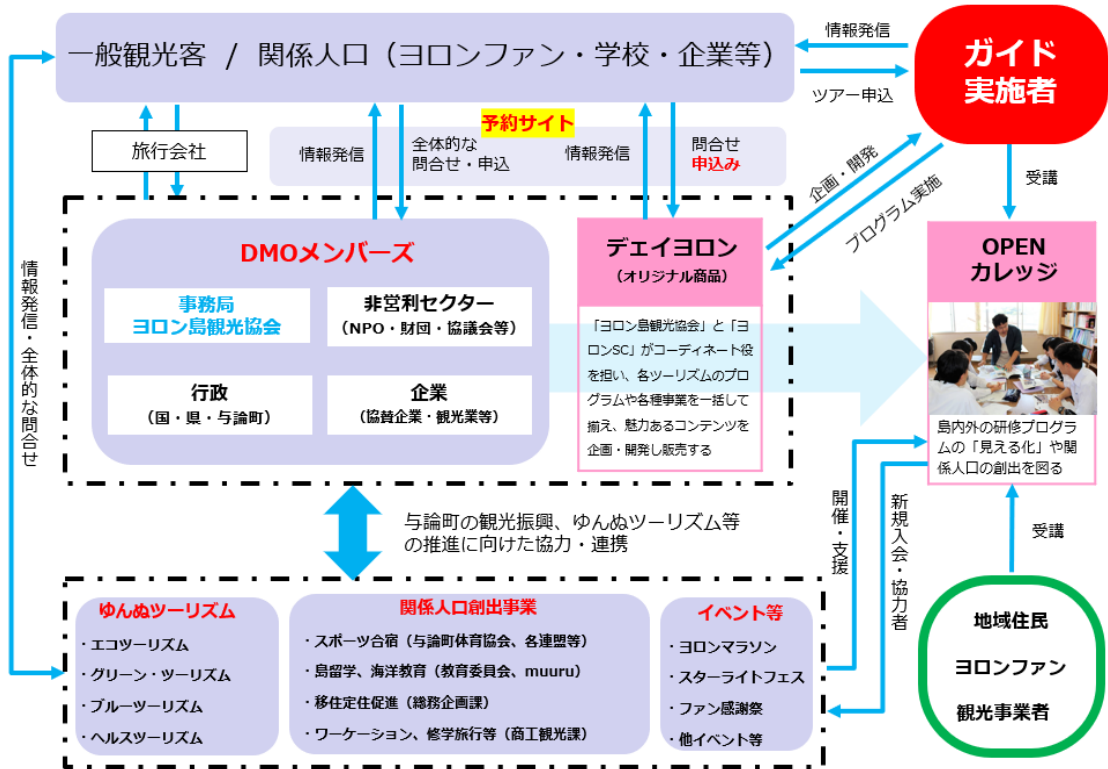 一般観光客 / 関係人口（ヨロンファン・学校・企業等）
情報発信
ツアー申込
ガイド
実施者
旅行会社
予約サイト
情報発信
全体的な
問合せ・申込
情報発信
問合せ
申込み
企画・開発
プログラム実施
受講
情報発信・全体的な問合せ
DMOメンバーズ
事務局
ヨロン島観光協会
非営利セクター
（NPO・財団・協議会等）
行政
（国・県・与論町）
企業
（協賛企業・観光業等）
デェイヨロン
（オリジナル商品）
「ヨロン島観光協会」と「ヨ
ロンSC」がコーディネート役
を担い、各ツーリズムのプロ
グラムや各種事業を一括して
揃え、魅力あるコンテンツを
企画・開発し販売する
OPEN
カレッジ
島内外の研修プログラ
ムの「見える化」や関
係人口の創出を図る
与論町の観光振興、ゆんぬツーリズム等
の推進に向けた協力・連携
開催・支援
新規入会・協力者
受講
ゆんぬツーリズム
・エコツーリズム
・グリーン・ツーリズム
・ブルーツーリズム
・ヘルスツーリズム
関係人口創出事業
・スポーツ合宿（与論町体育協会、各連盟等）
・島留学、海洋教育（教育委員会、muuru）
・移住定住促進（総務企画課）
・ワーケーション、修学旅行等（商工観光課）
イベント等
・ヨロンマラソン
・スターライトフェス
・ファン感謝祭
・他イベント等
地域住民
ヨロンファン
観光事業者